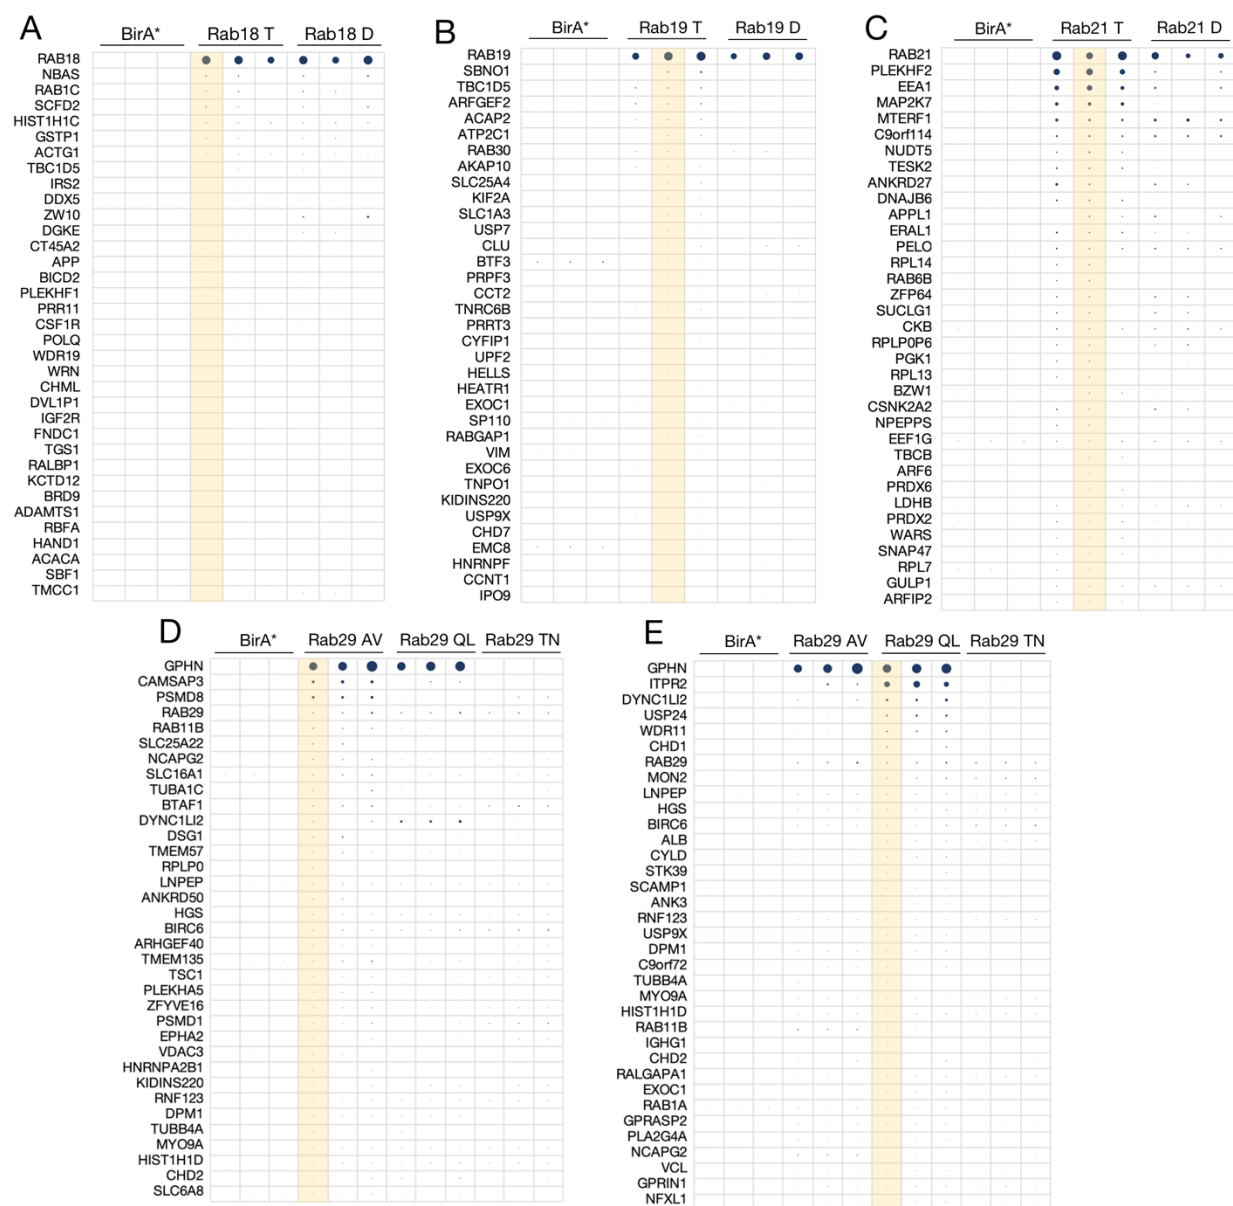 A
BirA* Rab18 T Rab18 D
RAB18
NBAS
RAB1C
SCFD2
HIST1H1C
GSTP1
ACTG1
TBC1D5
IRS2
DDX5
ZW10
DGKE
CT45A2
APP
BICD2
PLEKHF1
PRR11
CSF1R
POLQ
WDR19
WRN
CHML
DVL1P1
IGF2R
FNDC1
TGS1
RALBP1
KCTD12
BRD9
ADAMTS1
RBFA
HAND1
ACACA
SBF1
TMCC1
B
BirA* Rab19 T Rab19 D
RAB19
SBNO1
TBC1D5
ARFGEF2
ACAP2
ATP2C1
RAB30
AKAP10
SLC25A4
KIF2A
SLC1A3
USP7
CLU
BTF3
PRPF3
CCT2
TNRC6B
PRRT3
CYFIP1
UPF2
HELLS
HEATR1
EXOC1
SP110
RABGAP1
VIM
EXOC6
TNPO1
KIDINS220
USP9X
CHD7
EMC8
HNRNPF
CCNT1
IPO9
C
BirA* Rab21 T Rab21 D
RAB21
PLEKHF2
EEA1
MAP2K7
MTERF1
C9orf114
NUDT5
TESK2
ANKRD27
DNAJB6
APPL1
ERAL1
PELO
RPL14
RAB6B
ZFP64
SUCLG1
CKB
RPLP0P6
PGK1
RPL13
BZW1
CSNK2A2
NPEPPS
EEF1G
TBCB
ARF6
PRDX6
LDHB
PRDX2
WARS
SNAP47
RPL7
GULP1
ARFIP2
D
BirA* Rab29 AV Rab29 QL Rab29 TN
GPHN
CAMSAP3
PSMD8
RAB29
RAB11B
SLC25A22
NCAPG2
SLC16A1
TUBA1C
BTAF1
DYNC1LI2
DSG1
TMEM57
RPLP0
LNPEP
ANKRD50
HGS
BIRC6
ARHGEF40
TMEM135
TSC1
PLEKHA5
ZFYVE16
PSMD1
EPHA2
VDAC3
HNRNPA2B1
KIDINS220
RNF123
DPM1
TUBB4A
MYO9A
HIST1H1D
CHD2
SLC6A8
E
BirA* Rab29 AV Rab29 QL Rab29 TN
GPHN
ITPR2
DYNC1LI2
USP24
WDR11
CHD1
RAB29
MON2
LNPEP
HGS
BIRC6
ALB
CYLD
STK39
SCAMP1
ANK3
RNF123
USP9X
DPM1
C9orf72
TUBB4A
MYO9A
HIST1H1D
RAB11B
IGHG1
CHD2
RALGAPA1
EXOC1
RAB1A
GPRASP2
PLA2G4A
NCAPG2
VCL
GPRIN1
NFXL1